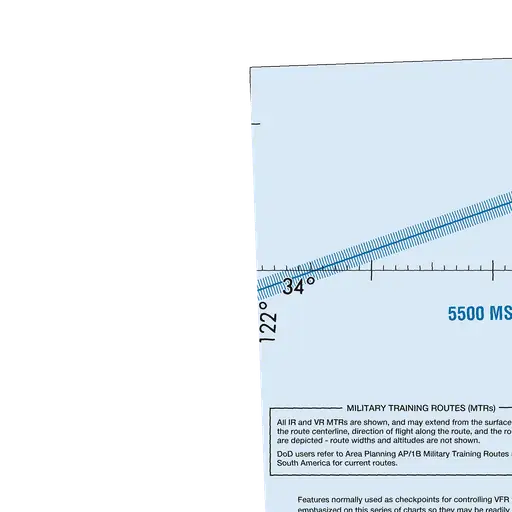 34°
122°
5500 MS
MILITARY TRAINING ROUTES (MTRs)
All IR and VR MTRs are shown, and may extend from the surface
the route centerline, direction of flight along the route, and the ro
are depicted - route widths and altitudes are not shown.
DoD users refer to Area Planning AP/1B Military Training Routes
South America for current routes.
Features normally used as checkpoints for controlling VFR
emphasized on this series of charts so they may be readily